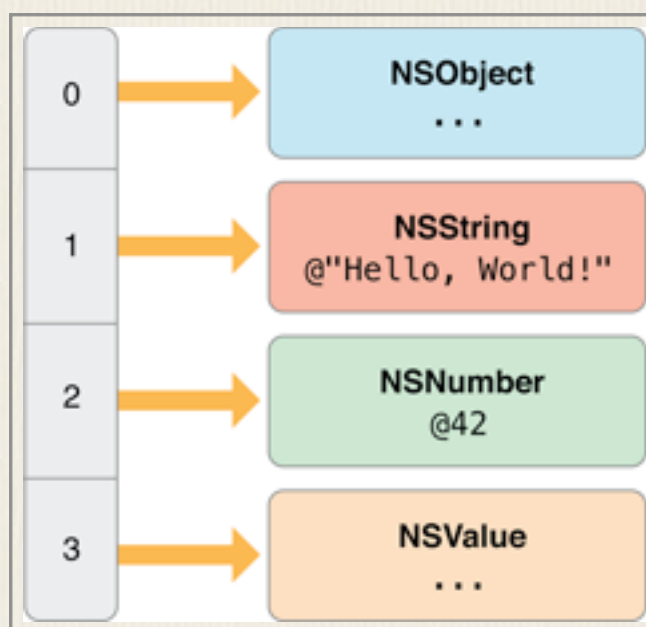 0
NSObject
...
1
NSString
@"Hello, World!"
2
NSNumber
@42
3
NSValue
...